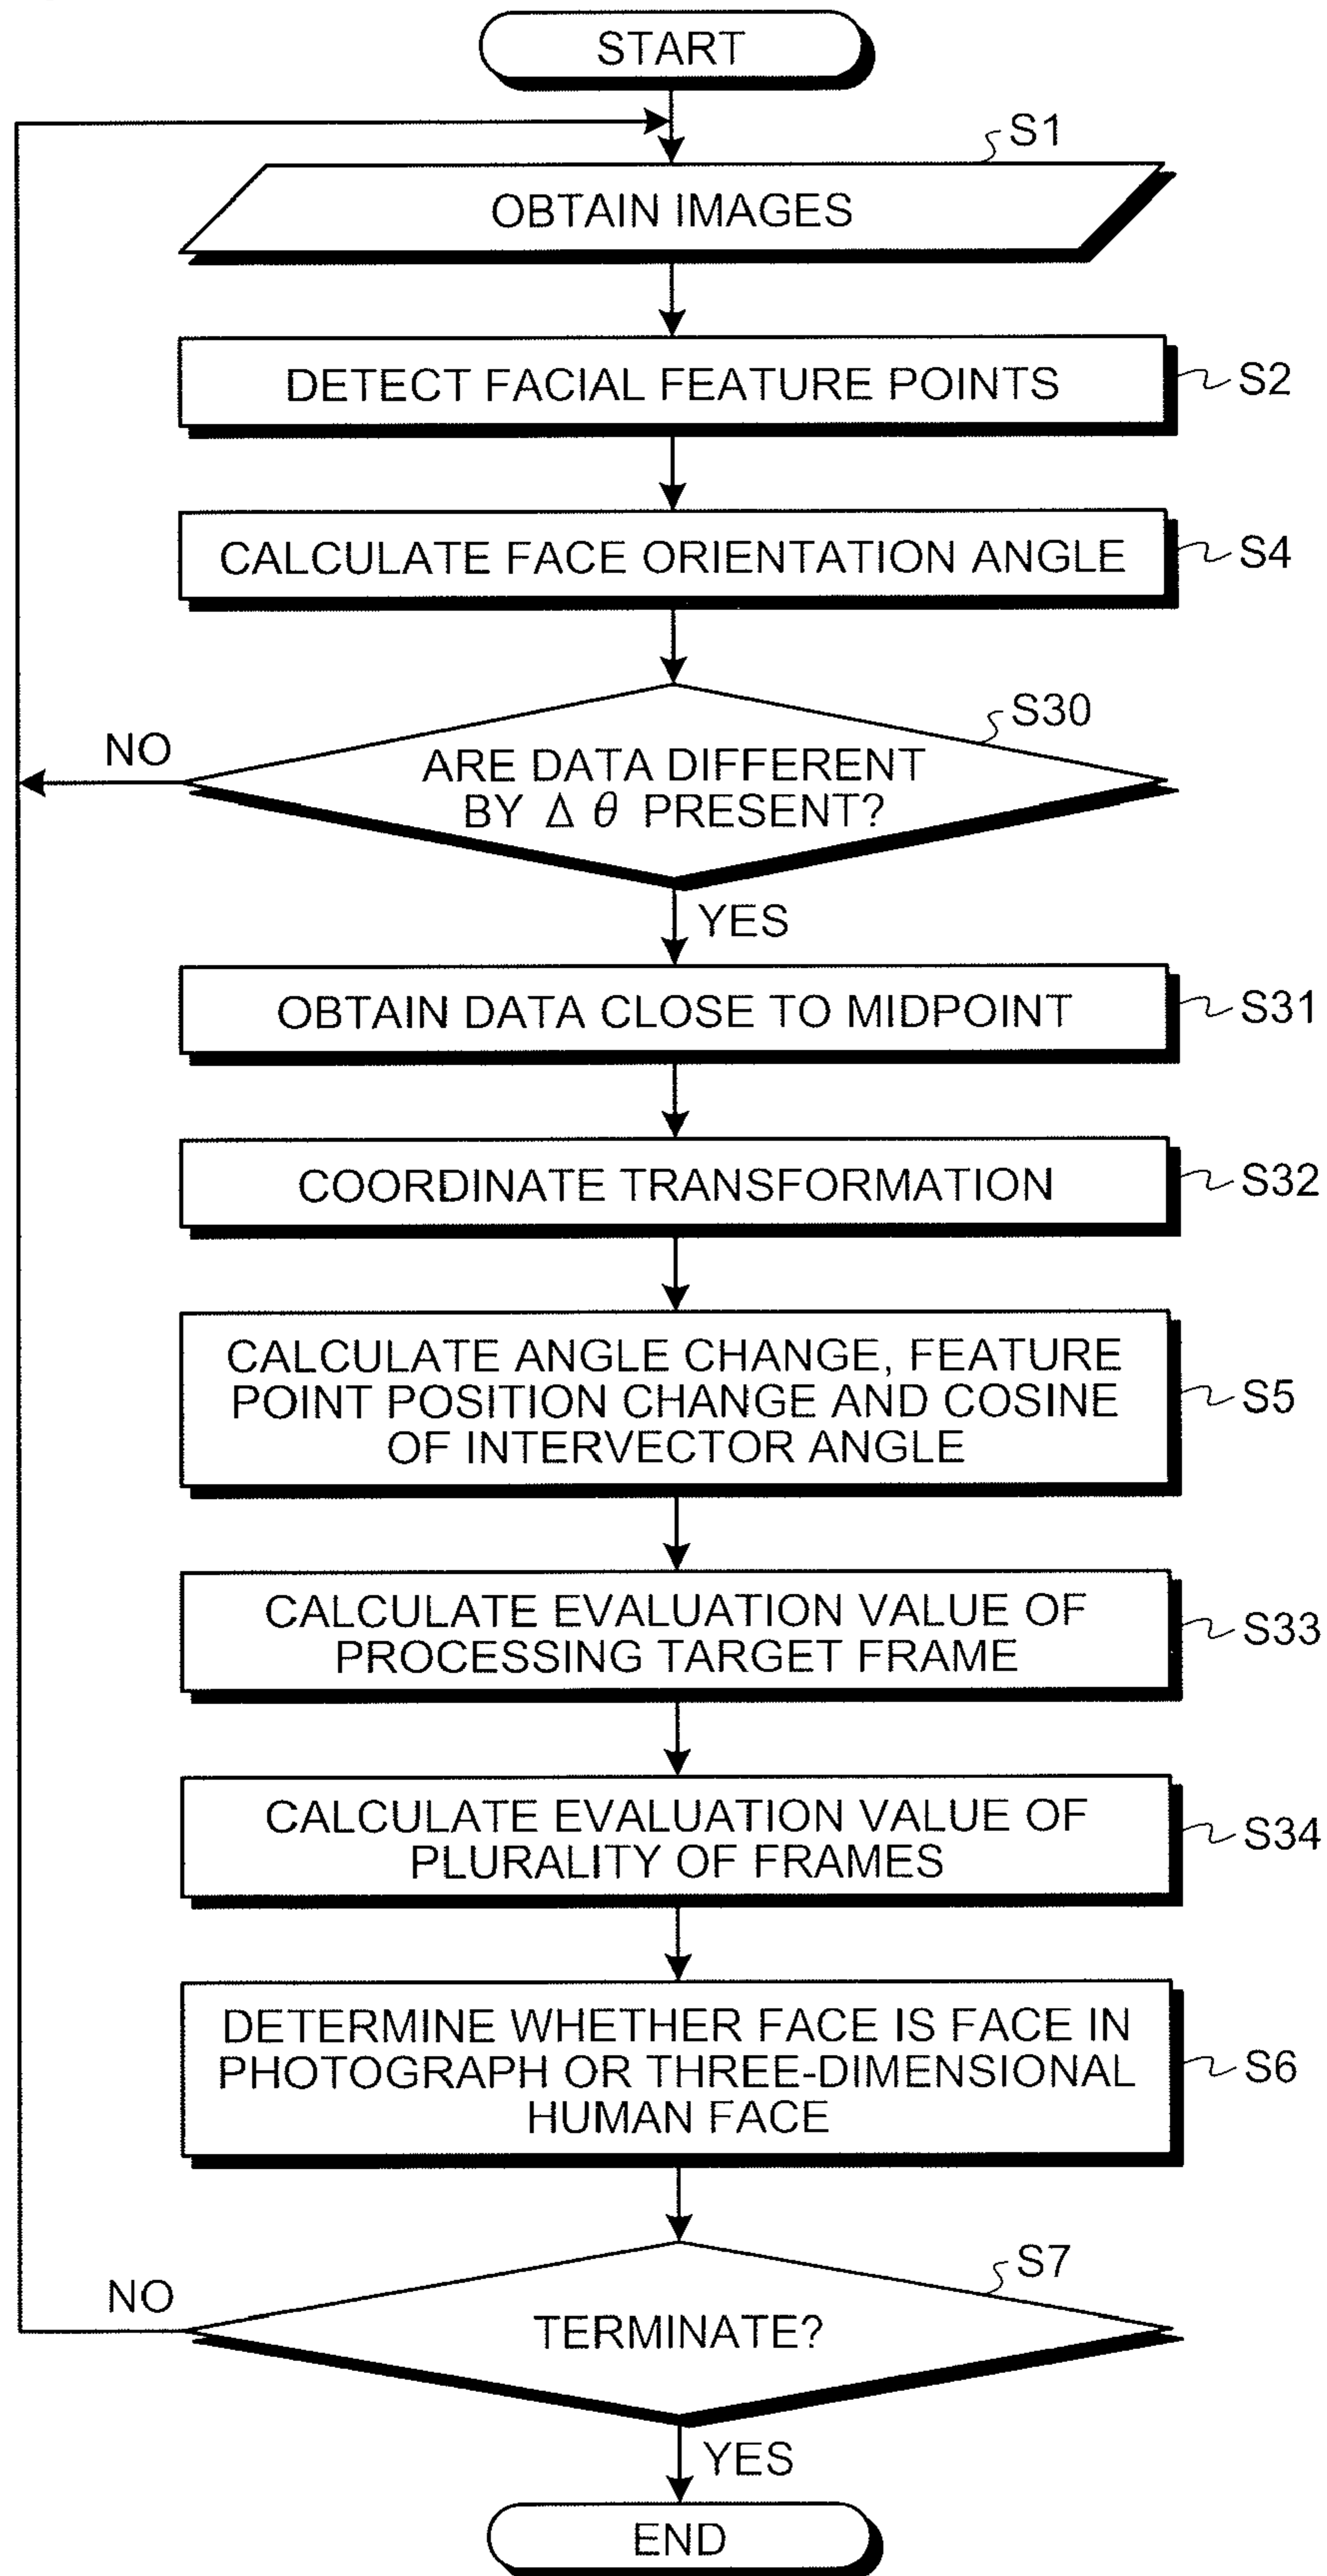 START
S1
OBTAIN IMAGES
DETECT FACIAL FEATURE POINTS
S2
CALCULATE FACE ORIENTATION ANGLE
S4
S30
NO
ARE DATA DIFFERENT
BY Δ θ PRESENT?
YES
OBTAIN DATA CLOSE TO MIDPOINT
S31
COORDINATE TRANSFORMATION
S32
CALCULATE ANGLE CHANGE, FEATURE
POINT POSITION CHANGE AND COSINE
OF INTERVECTOR ANGLE
S5
CALCULATE EVALUATION VALUE OF
PROCESSING TARGET FRAME
S33
CALCULATE EVALUATION VALUE OF
PLURALITY OF FRAMES
S34
DETERMINE WHETHER FACE IS FACE IN
PHOTOGRAPH OR THREE-DIMENSIONAL
HUMAN FACE
S6
S7
NO
TERMINATE?
YES
END